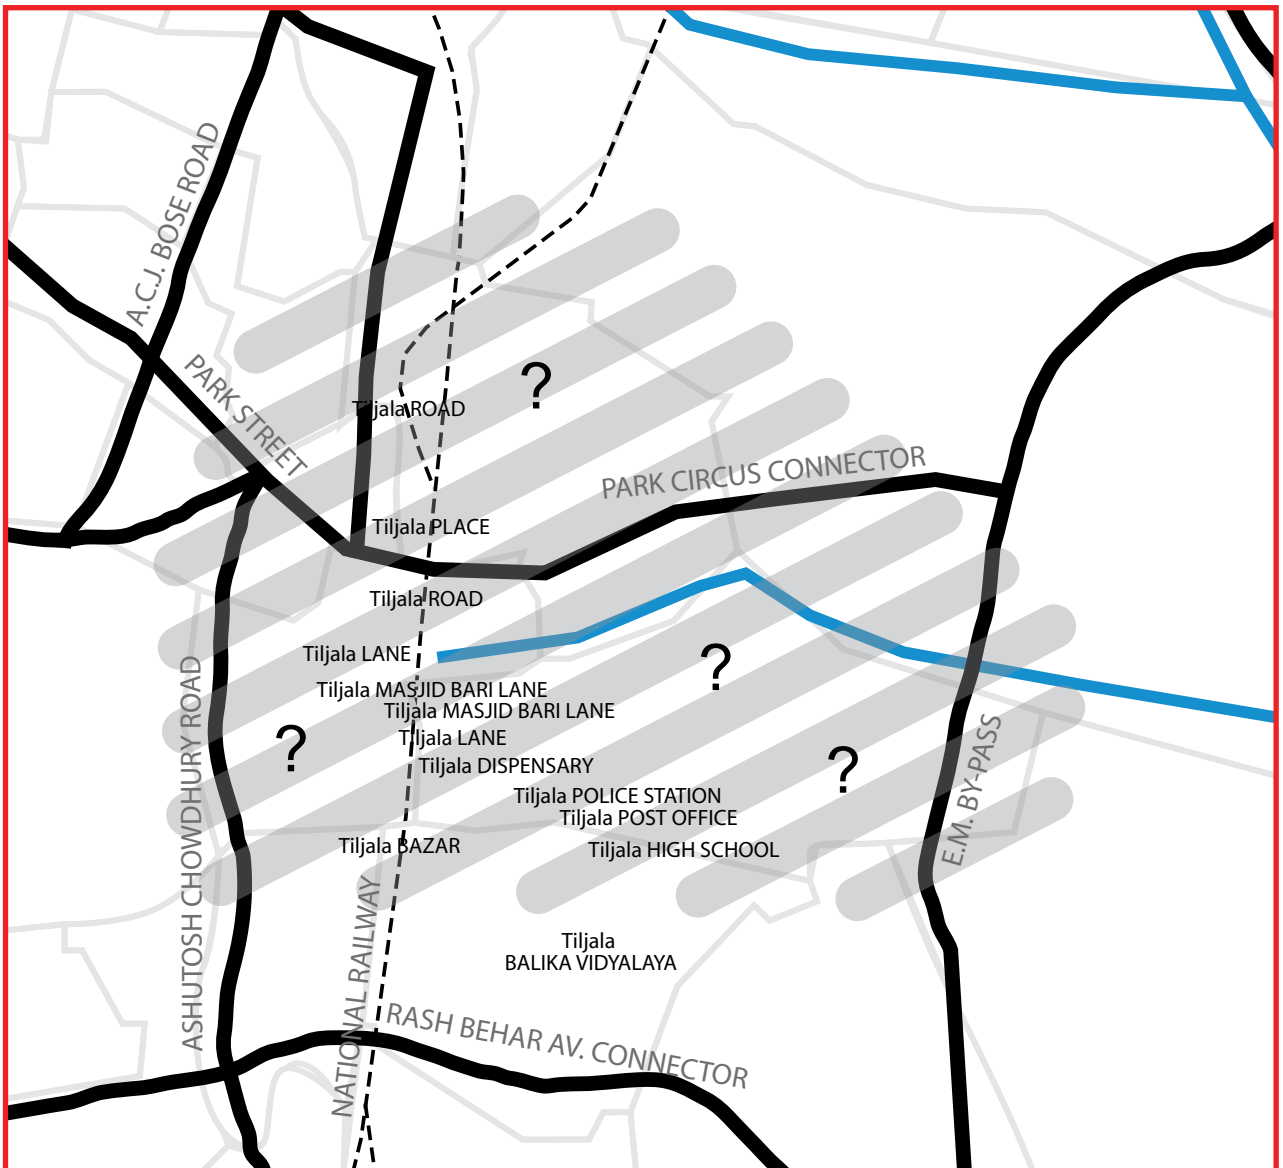 A.C.J. BOSE ROAD
PARK STREET
?
Tiljala ROAD
PARK CIRCUS CONNECTOR
Tiljala PLACE
Tiljala ROAD
Tiljala LANE
?
Tiljala MASJID BARI LANE
Tiljala MASJID BARI LANE
Tiljala LANE
?
Tiljala DISPENSARY
?
Tiljala POLICE STATION
Tiljala POST OFFICE
Tiljala BAZAR
Tiljala HIGH SCHOOL
E.M. BY-PASS
ASHUTOSH CHOWDHURY ROAD
NATIONAL RAILWAY
Tiljala
BALIKA VIDYALAYA
RASH BEHAR AV. CONNECTOR